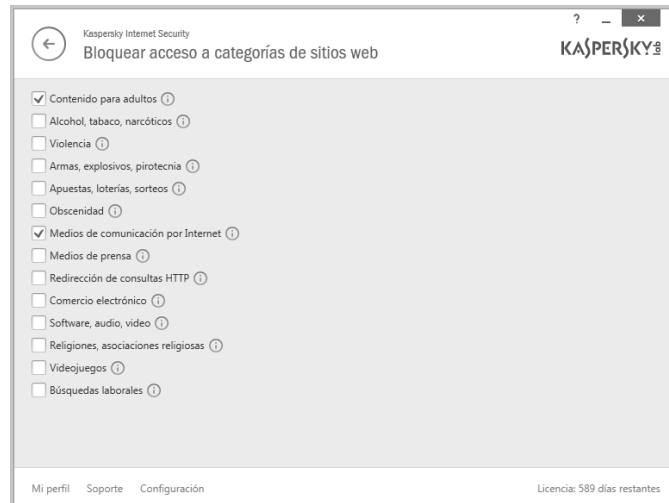 Kaspersky Internet Security
Bloquear acceso a categorías de sitios web
? _ ×
KASPERSKY lab
Contenido para adultos
Alcohol, tabaco, narcóticos
Violencia
Armas, explosivos, pirotecnia
Apuestas, loterías, sorteos
Obscenidad
Medios de comunicación por Internet
Medios de prensa
Redirección de consultas HTTP
Comercio electrónico
Software, audio, video
Religiones, asociaciones religiosas
Videojuegos
Búsquedas laborales
Mi perfil Soporte Configuración Licencia: 589 días restantes